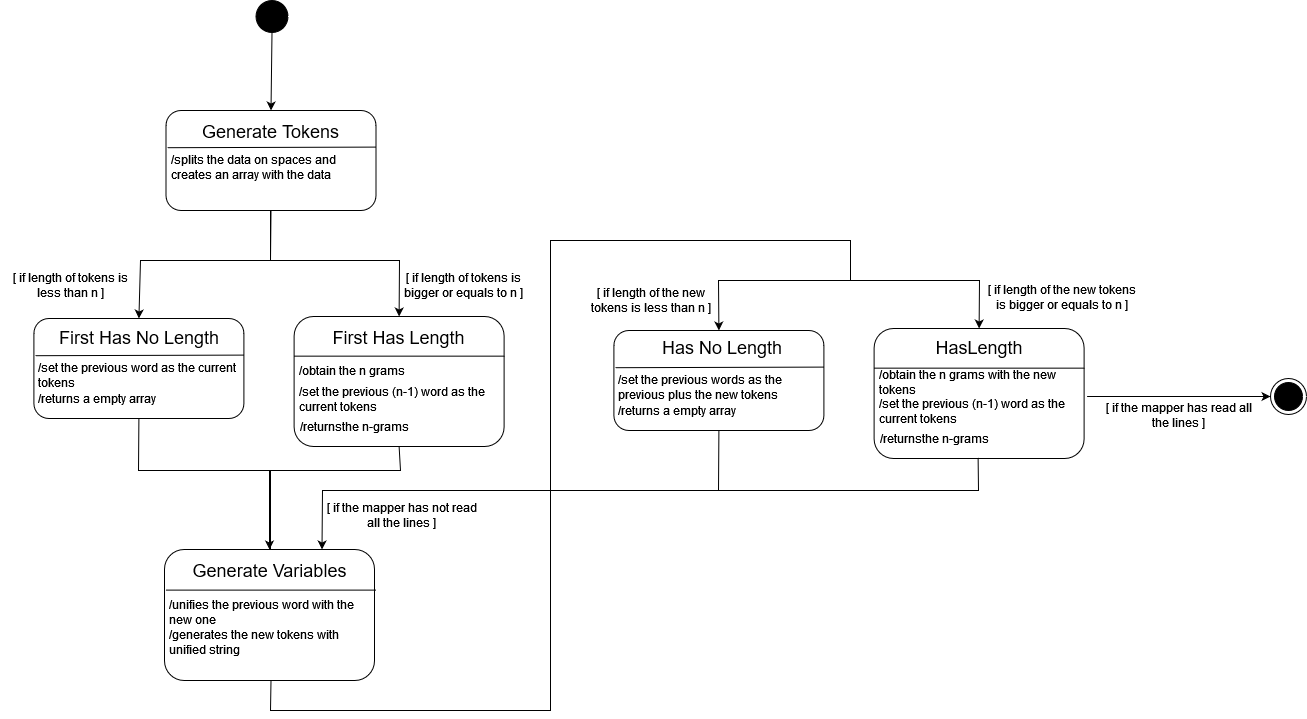 Generate Tokens
/splits the data on spaces and
creates an array with the data
[ if length of tokens is
less than n ]
[ if length of tokens is
bigger or equals to n ]
First Has No Length
/set the previous word as the current
tokens
/returns a empty array
First Has Length
/obtain the n grams
/set the previous (n-1) word as the
current tokens
/returnsthe n-grams
[ if length of the new
tokens is less than n ]
[ if length of the new tokens
is bigger or equals to n ]
Has No Length
/set the previous words as the
previous plus the new tokens
/returns a empty array
HasLength
/obtain the n grams with the new
tokens
/set the previous (n-1) word as the
current tokens
/returnsthe n-grams
[ if the mapper has read all
the lines ]
[ if the mapper has not read
all the lines ]
Generate Variables
/unifies the previous word with the
new one
/generates the new tokens with
unified string